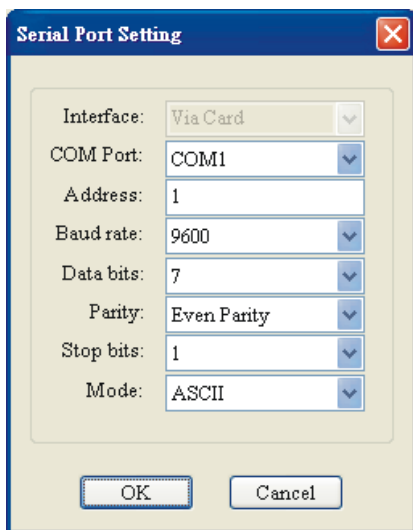 Serial Port Setting
Interface: Via Card
COM Port: COM1
Address: 1
Baud rate: 9600
Data bits: 7
Parity: Even Parity
Stop bits: 1
Mode: ASCII
OK Cancel